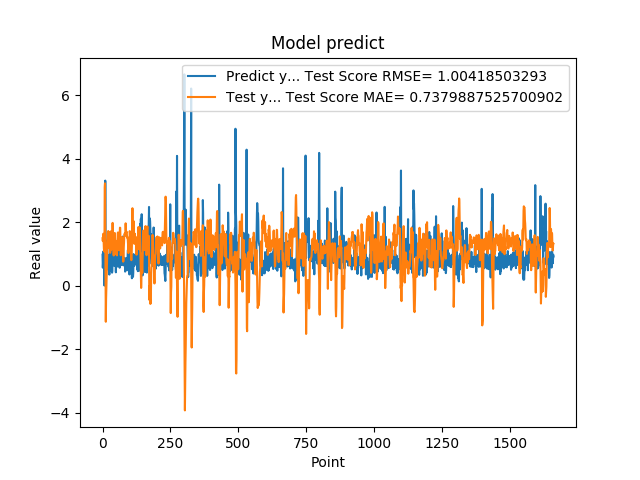 Model predict
Predict y... Test Score RMSE= 1.00418503293
Test y... Test Score MAE= 0.7379887525700902
Real value
6
4
2
0
−2
−4
0 250 500 750 1000 1250 1500
Point